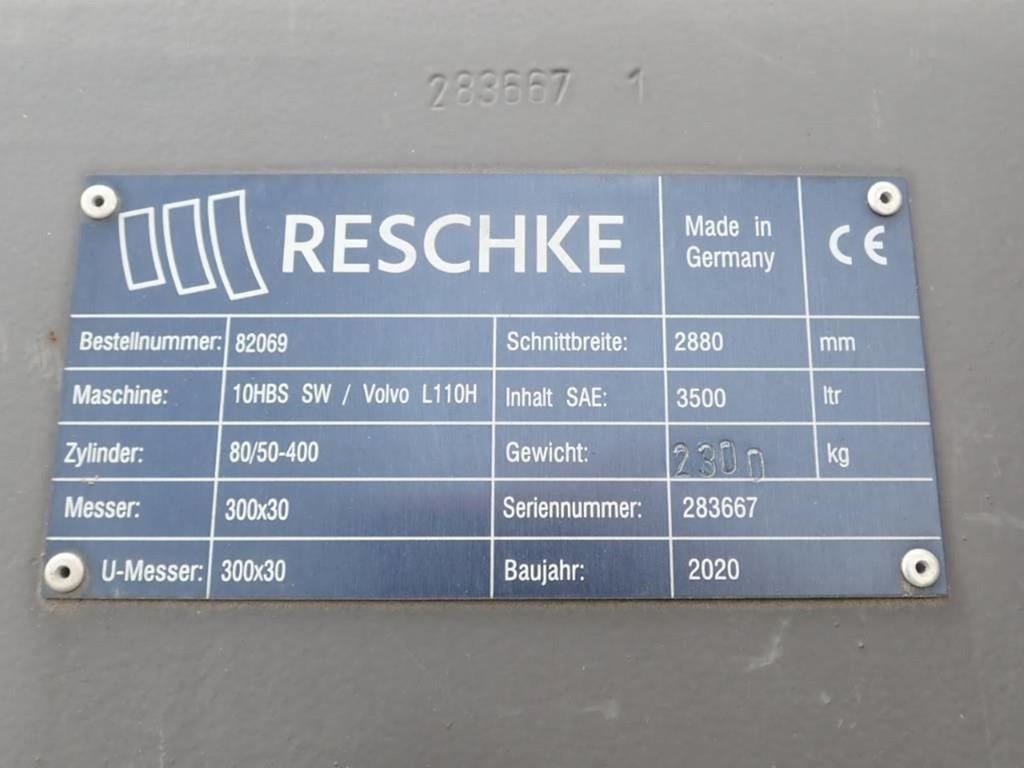 283667 1
RESCHKE Made in Germany CE
Bestellnummer: 82069 Schnittbreite: 2880 mm
Maschine: 10HBS SW / Volvo L110H Inhalt SAE: 3500 ltr
Zylinder: 80/50-400 Gewicht: 2300 kg
Messer: 300x30 Seriennummer: 283667
U-Messer: 300x30 Baujahr: 2020